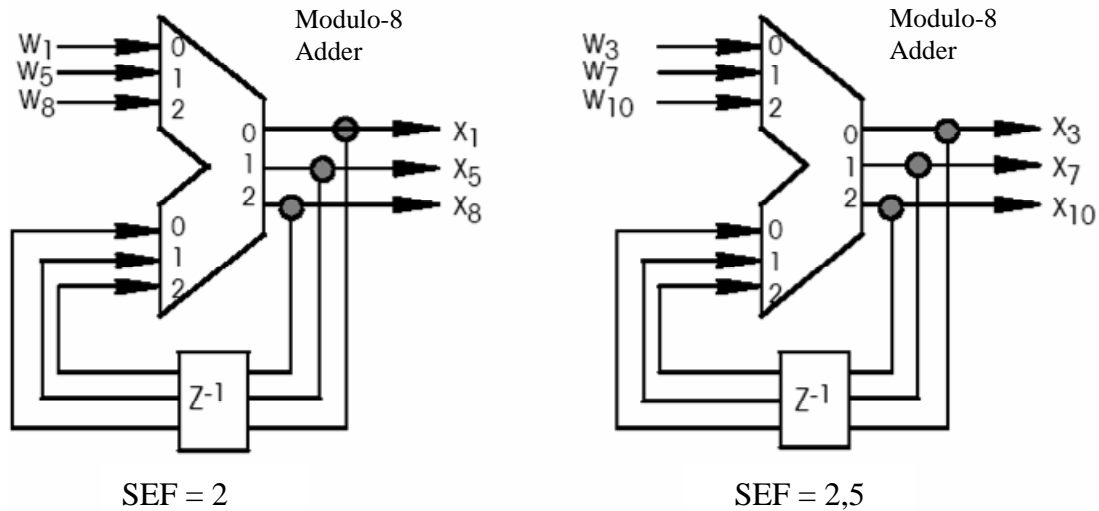 Modulo-8
Adder
W1
W5
W8
0
1
2
0
1
2
0
1
2
X1
X5
X8
Z-1
SEF = 2
Modulo-8
Adder
W3
W7
W10
0
1
2
0
1
2
0
1
2
X3
X7
X10
Z-1
SEF = 2,5